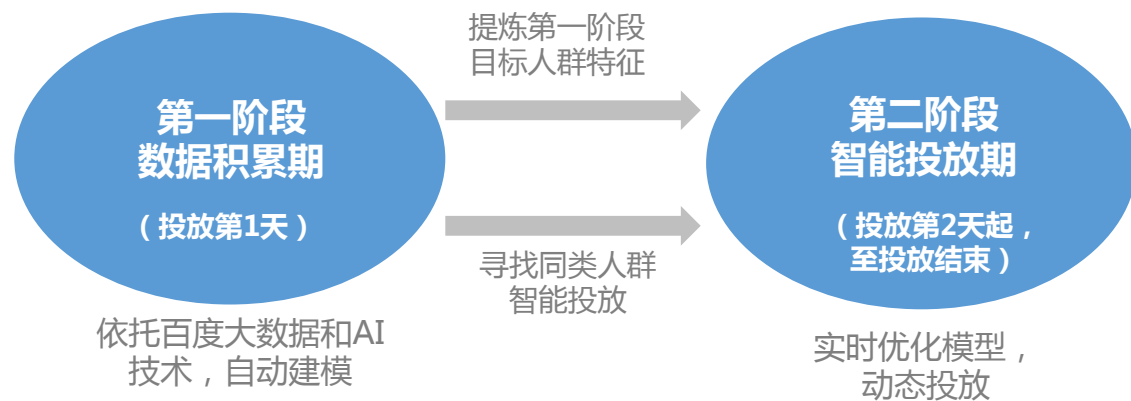 第一阶段
数据积累期
（投放第1天）
依托百度大数据和AI
技术，自动建模
提炼第一阶段
目标人群特征
寻找同类人群
智能投放
第二阶段
智能投放期
（投放第2天起，
至投放结束）
实时优化模型，
动态投放